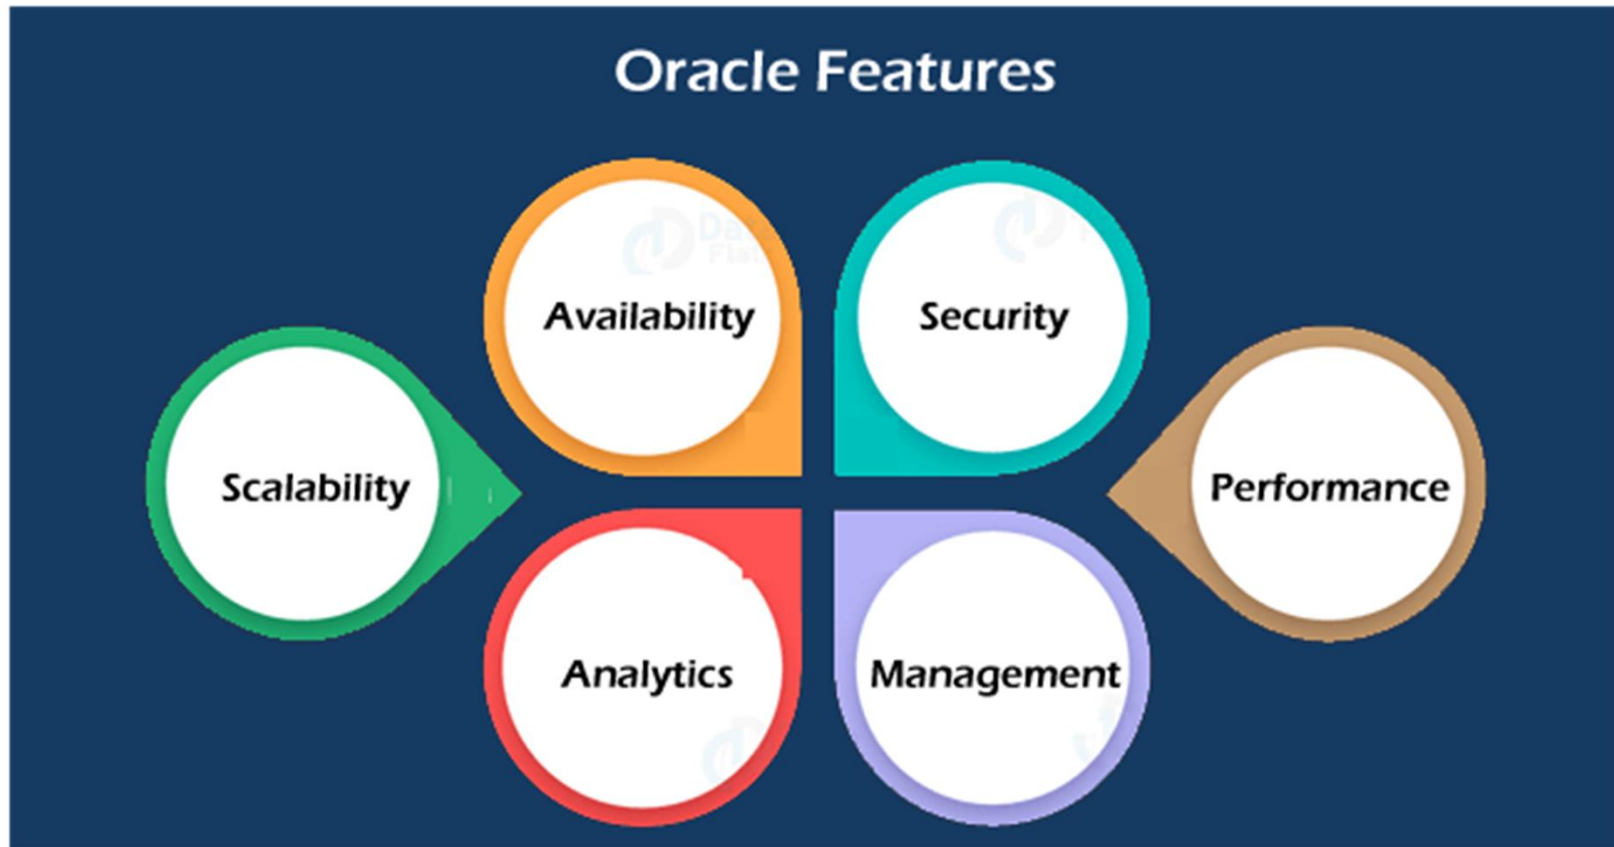 Oracle Features
Availability
Security
Scalability
Performance
Analytics
Management